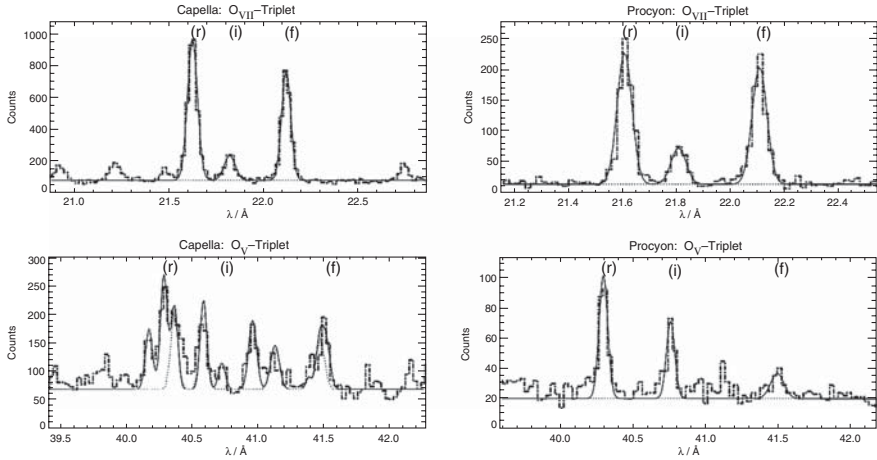 Capella: O VII–Triplet
(r) (i) (f)
1000
800
600
400
200
0
Counts
21.0 21.5 22.0 22.5
λ / Å
Procyon: O VII–Triplet
(r) (i) (f)
250
200
150
100
50
0
Counts
21.2 21.4 21.6 21.8 22.0 22.2 22.4
λ / Å
Capella: O V–Triplet
(r) (i) (f)
300
250
200
150
100
50
0
Counts
39.5 40.0 40.5 41.0 41.5 42.0
λ / Å
Procyon: O V–Triplet
(r) (i) (f)
100
80
60
40
20
0
Counts
40.0 40.5 41.0 41.5 42.0
λ / Å